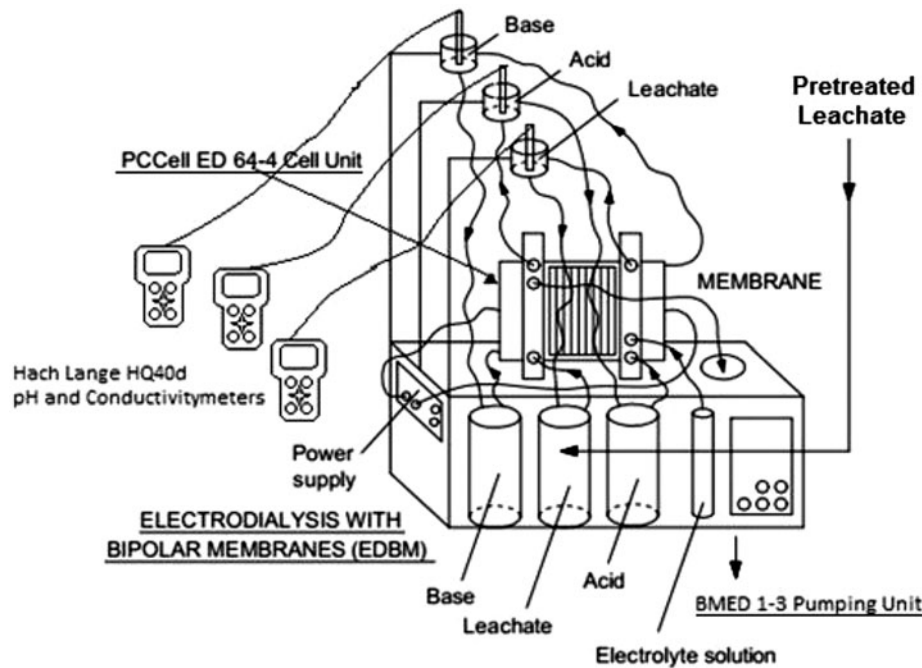 Base
Acid
Leachate
Pretreated
Leachate
PCCell ED 64-4 Cell Unit
MEMBRANE
Hach Lange HQ40d
pH and Conductivitymeters
Power
supply
ELECTRODIALYSIS WITH
BIPOLAR MEMBRANES (EDBM)
Base
Leachate
Acid
Electrolyte solution
BMED 1-3 Pumping Unit